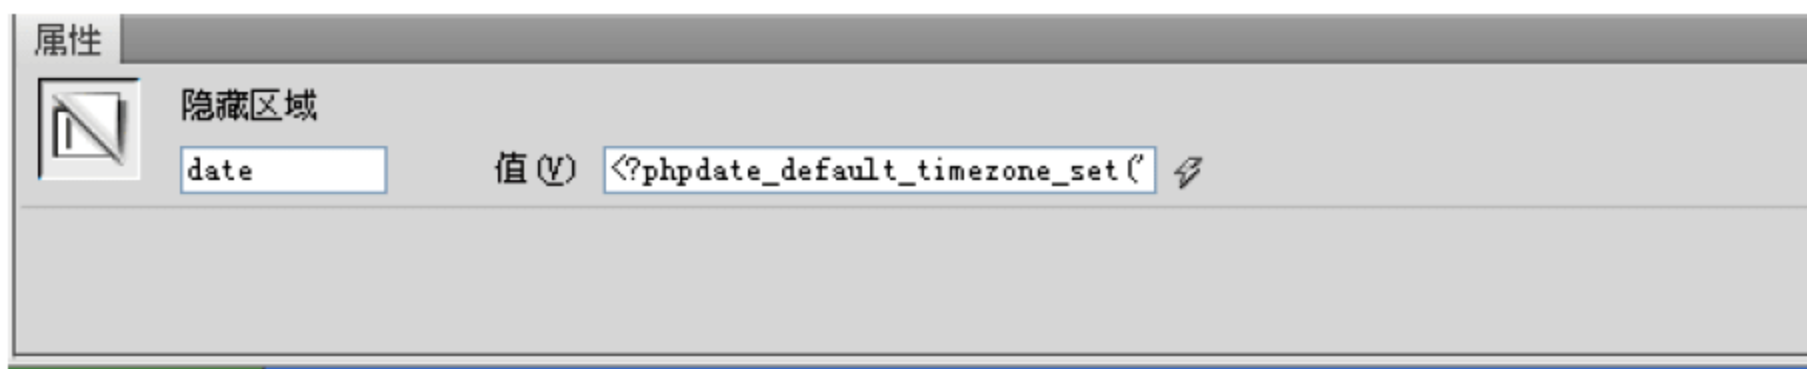 属性
隐藏区域
date 值(V) <?phpdate_default_timezone_set('